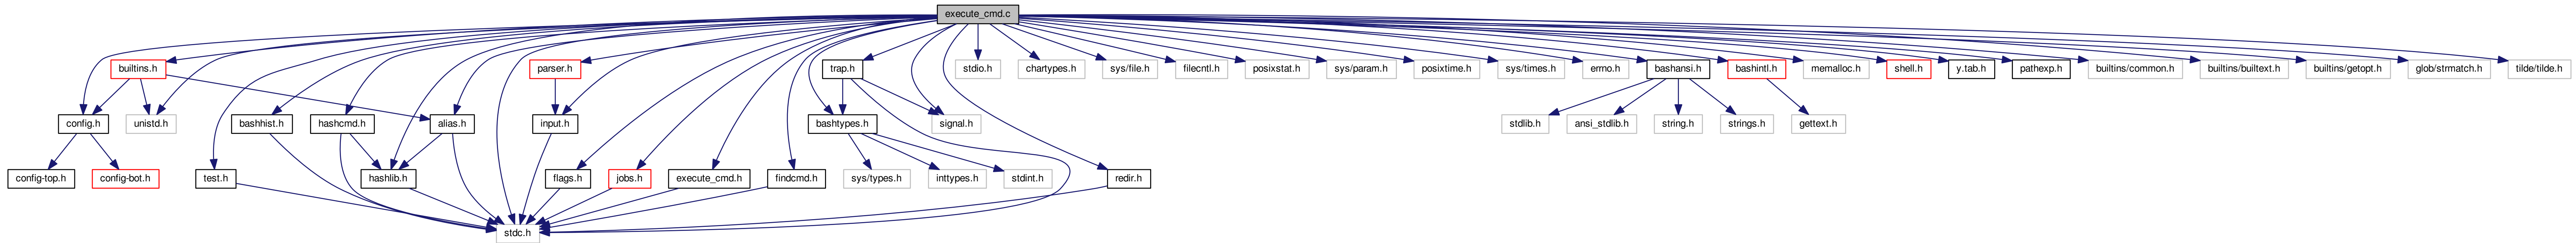 execute_cmd.c
builtins.h
parser.h
trap.h
stdio.h
chartypes.h
sys/file.h
filecntl.h
posixstat.h
sys/param.h
posixtime.h
sys/times.h
errno.h
bashansi.h
bashintl.h
memalloc.h
shell.h
y.tab.h
pathexp.h
builtins/common.h
builtins/builtext.h
builtins/getopt.h
glob/strmatch.h
tilde/tilde.h
config.h
unistd.h
bashhist.h
hashcmd.h
alias.h
input.h
bashtypes.h
signal.h
stdlib.h
ansi_stdlib.h
string.h
strings.h
gettext.h
config-top.h
config-bot.h
test.h
hashlib.h
flags.h
jobs.h
execute_cmd.h
findcmd.h
sys/types.h
inttypes.h
stdint.h
redir.h
stdc.h